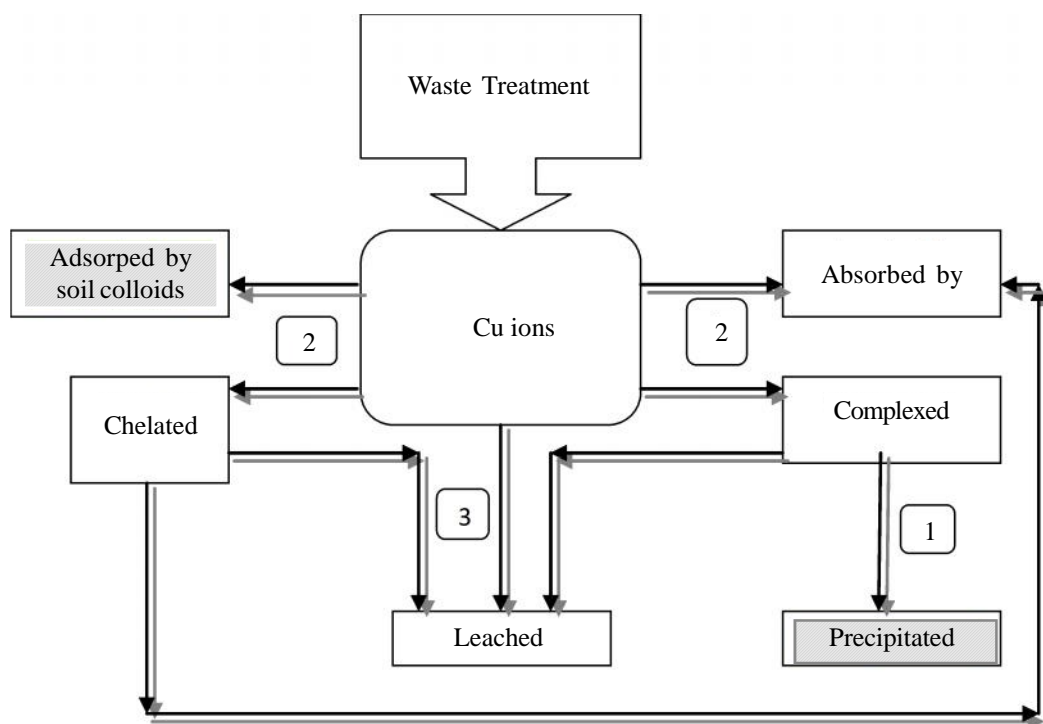 Waste Treatment
Adsorped by
soil colloids
Cu ions
Absorbed by
2
2
Chelated
Complexed
3
1
Leached
Precipitated